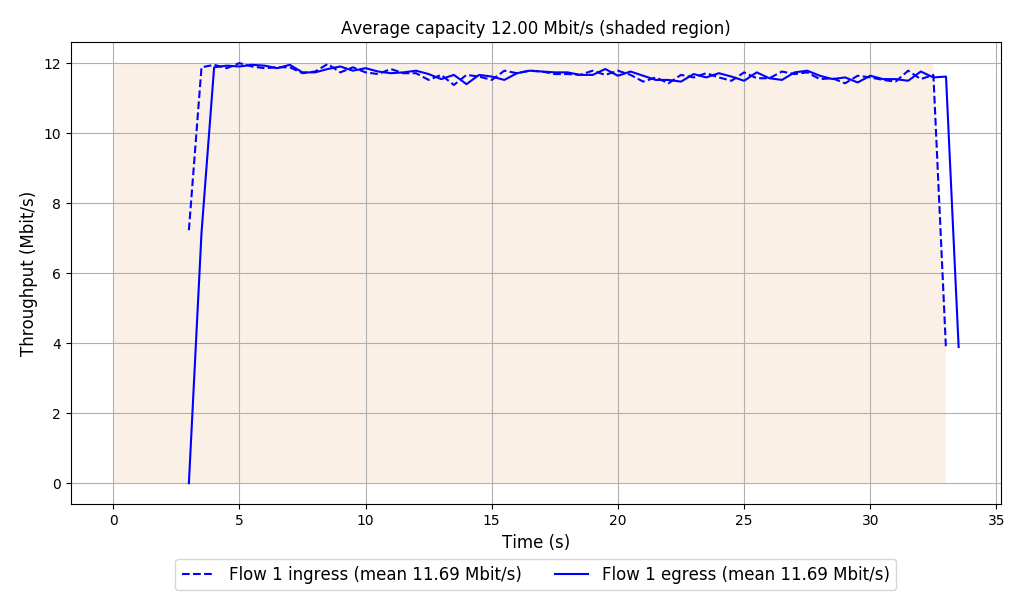 Average capacity 12.00 Mbit/s (shaded region)
Throughput (Mbit/s)
12
10
8
6
4
2
0
0 5 10 15 20 25 30 35
Time (s)
Flow 1 ingress (mean 11.69 Mbit/s) Flow 1 egress (mean 11.69 Mbit/s)